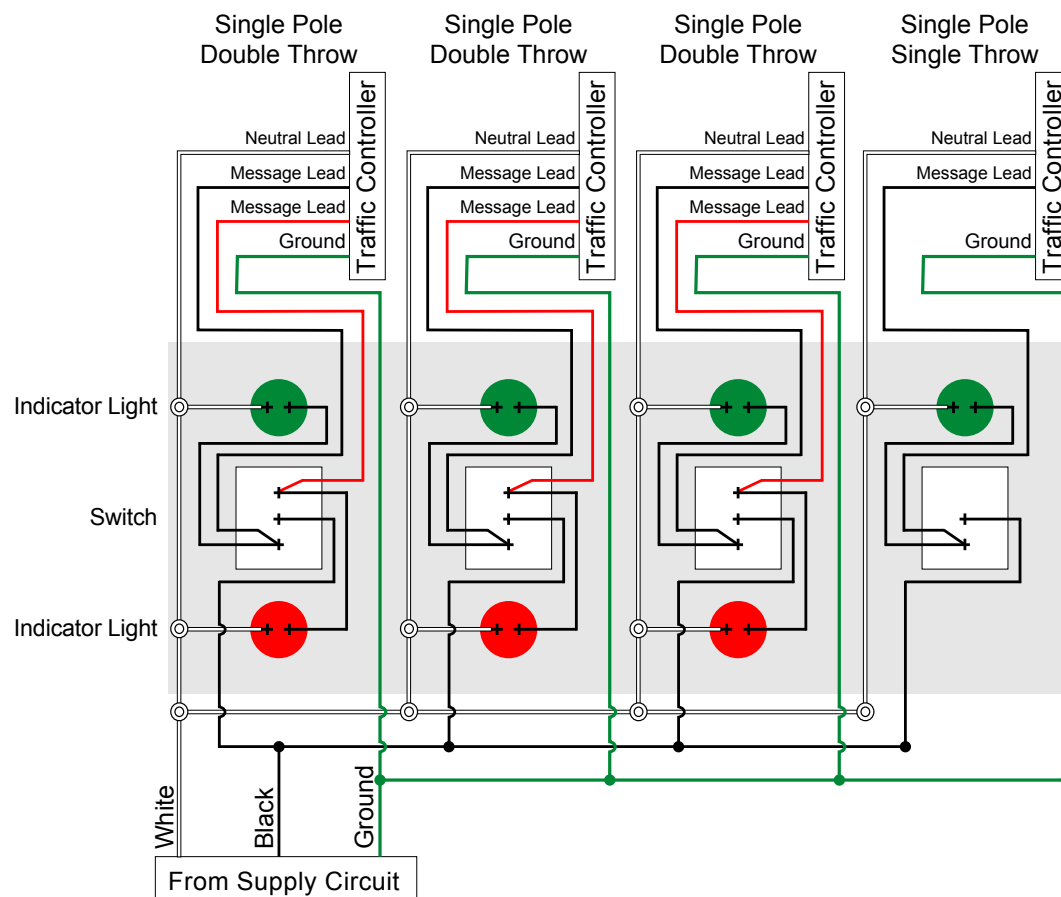 Single Pole
Double Throw
Single Pole
Double Throw
Single Pole
Double Throw
Single Pole
Single Throw
Neutral Lead
Message Lead
Message Lead
Ground
Traffic Controller
Neutral Lead
Message Lead
Message Lead
Ground
Traffic Controller
Neutral Lead
Message Lead
Message Lead
Ground
Traffic Controller
Neutral Lead
Message Lead
Ground
Traffic Controller
Indicator Light
Switch
Indicator Light
White
Black
Ground
From Supply Circuit